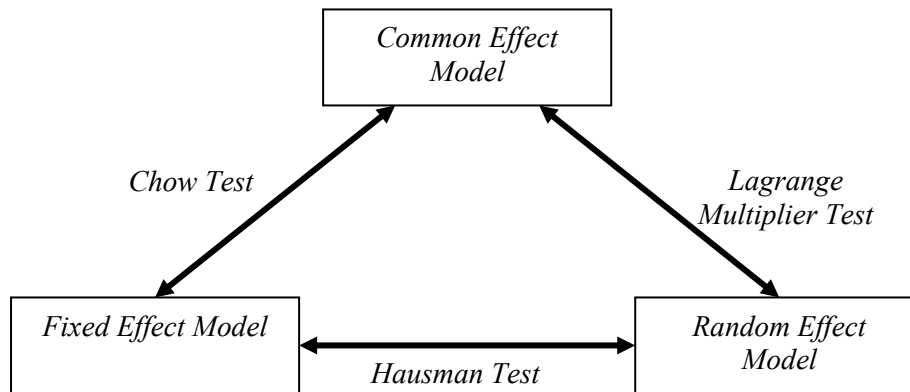 Common Effect
Model
Chow Test
Lagrange
Multiplier Test
Fixed Effect Model
Random Effect
Model
Hausman Test